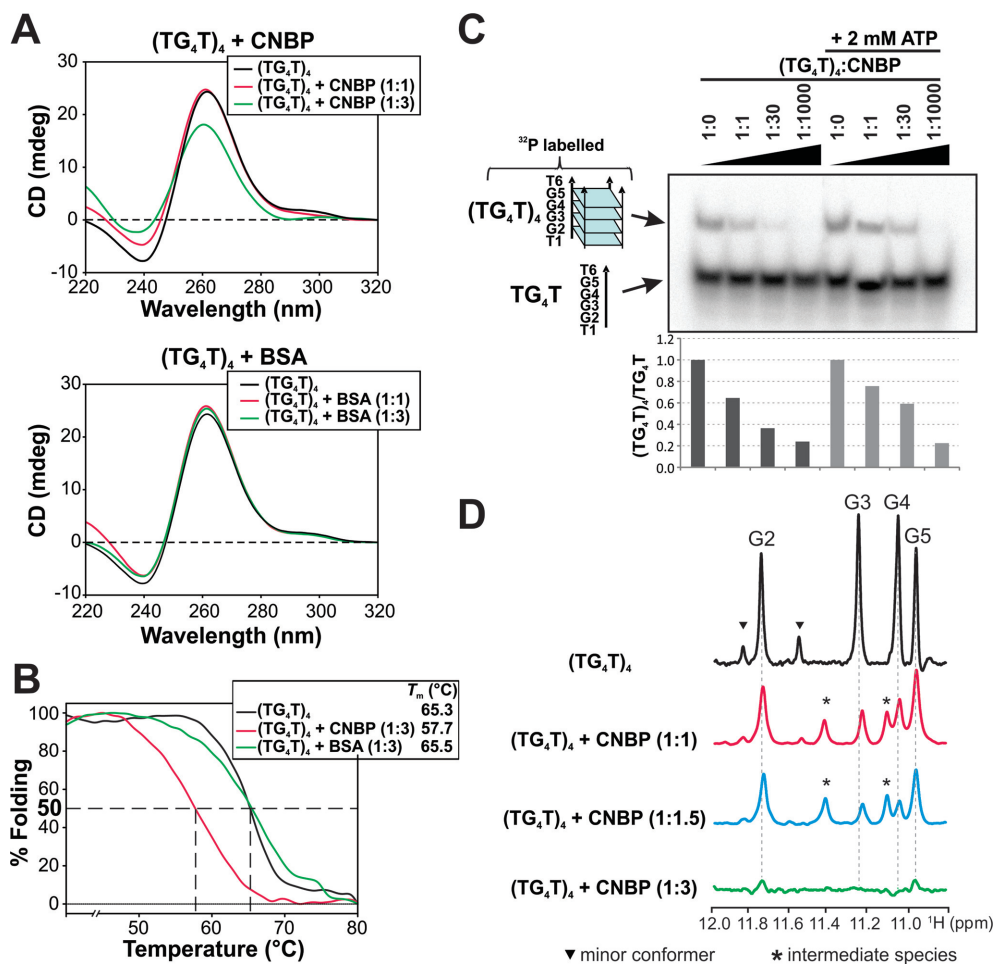 A
(TG4T)4 + CNBP
(TG4T)4
(TG4T)4 + CNBP (1:1)
(TG4T)4 + CNBP (1:3)
CD (mdeg)
30
20
10
0
-10
220 240 260 280 300 320
Wavelength (nm)
(TG4T)4 + BSA
(TG4T)4
(TG4T)4 + BSA (1:1)
(TG4T)4 + BSA (1:3)
CD (mdeg)
30
20
10
0
-10
220 240 260 280 300 320
Wavelength (nm)
B
Tm (°C)
(TG4T)4 65.3
(TG4T)4 + CNBP (1:3) 57.7
(TG4T)4 + BSA (1:3) 65.5
% Folding
100
80
60
50
40
20
0
50 60 70 80
Temperature (°C)
C
+ 2 mM ATP
(TG4T)4:CNBP
1:0 1:1 1:30 1:1000 1:0 1:1 1:30 1:1000
32P labelled
(TG4T)4
T6
G5
G4
G3
G2
T1
TG4T
T6
G5
G4
G3
G2
T1
(TG4T)4/TG4T
1.2
1.0
0.8
0.6
0.4
0.2
0.0
D
G2 G3 G4 G5
(TG4T)4
(TG4T)4 + CNBP (1:1)
* *
(TG4T)4 + CNBP (1:1.5)
* *
(TG4T)4 + CNBP (1:3)
12.0 11.8 11.6 11.4 11.2 11.0 1H (ppm)
▼ minor conformer * intermediate species